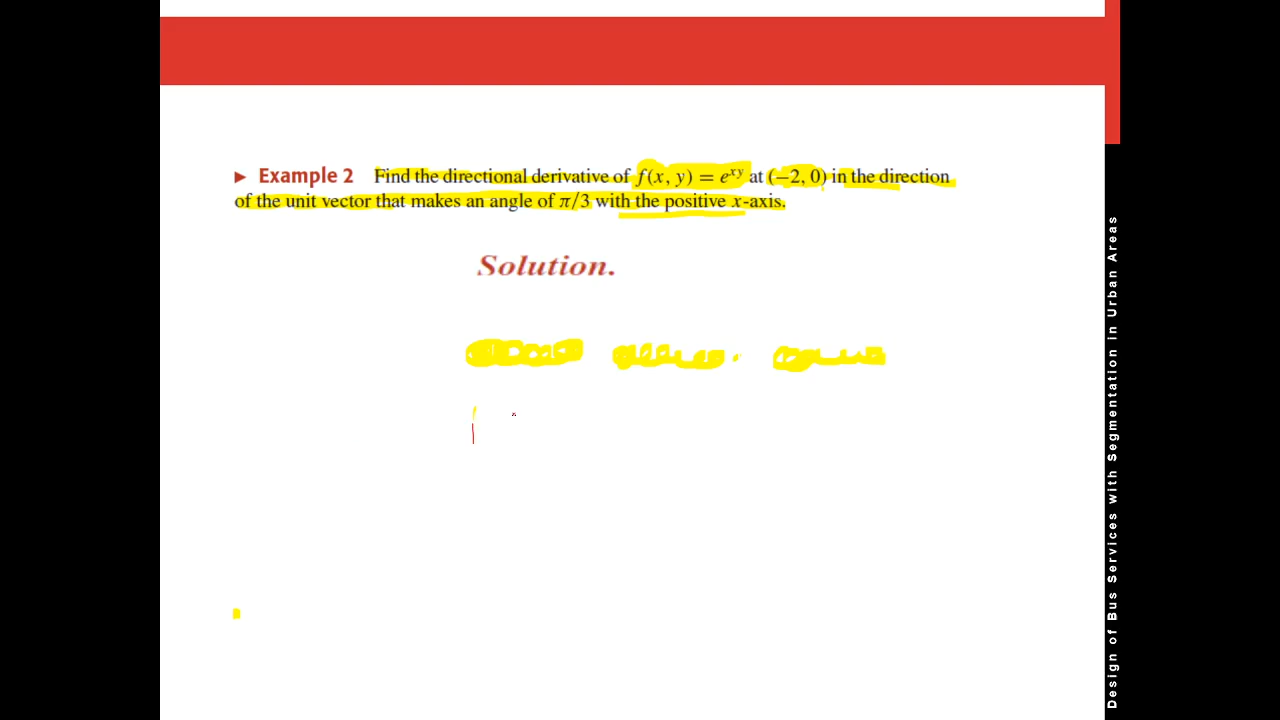 ► Example 2 Find the directional derivative of f(x, y) = e^{xy} at (−2, 0) in the direction
of the unit vector that makes an angle of π/3 with the positive x-axis.
Solution.
Design of Bus Services with Segmentation in Urban Areas